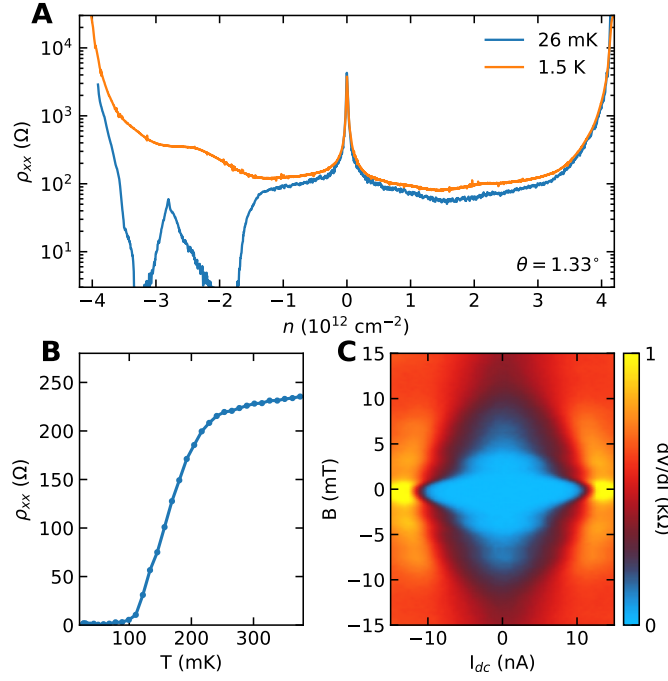 A
10⁴
10³
10²
10¹
ρxx (Ω)
26 mK
1.5 K
θ = 1.33°
−4 −3 −2 −1 0 1 2 3 4
n (10¹² cm⁻²)
B
250
200
150
100
50
0
ρxx (Ω)
100 200 300
T (mK)
C
15
10
5
0
−5
−10
−15
B (mT)
−10 0 10
I_dc (nA)
1
0
dV/dI (kΩ)